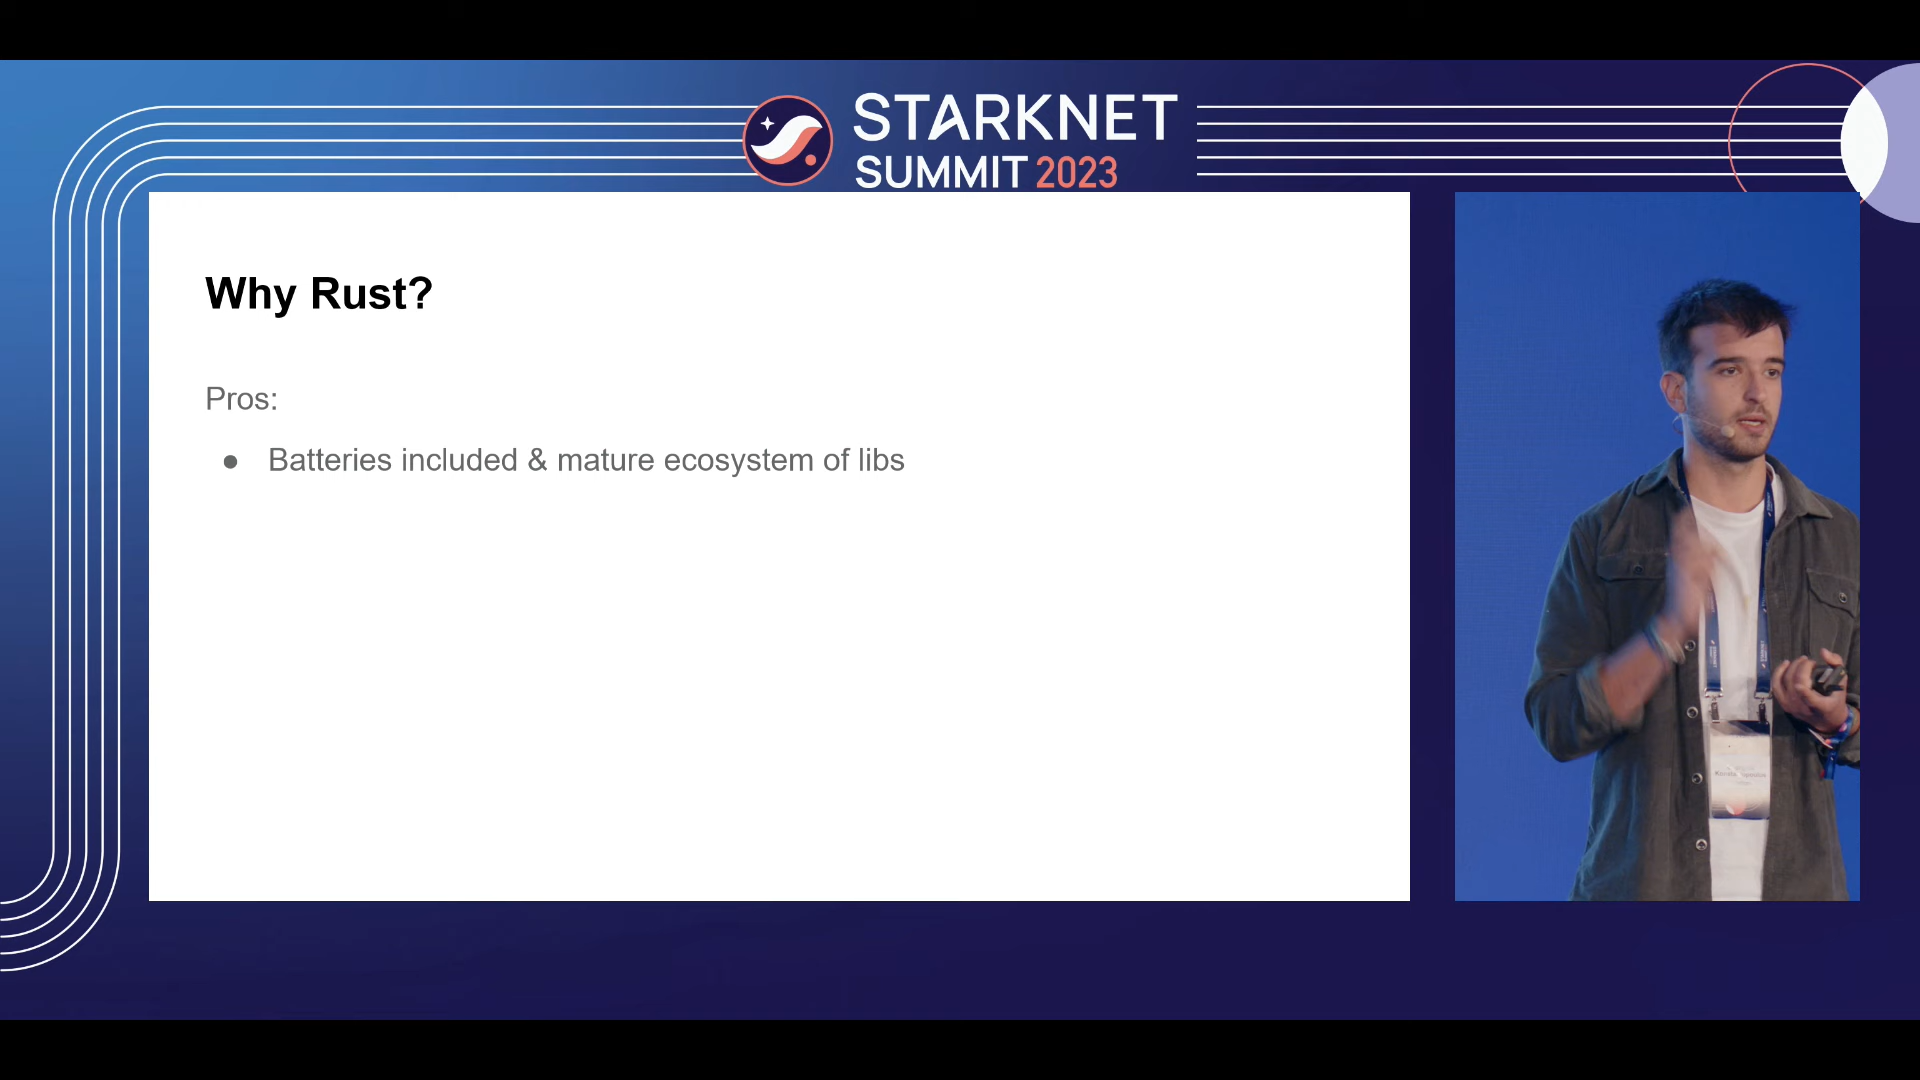 STARKNET
SUMMIT 2023
Why Rust?
Pros:
● Batteries included & mature ecosystem of libs